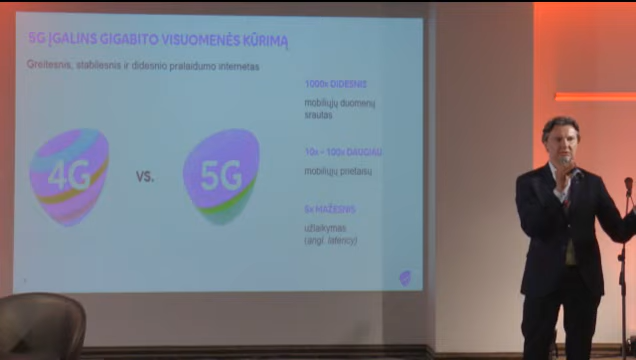 5G ĮGALINS GIGABITO VISUOMENĖS KŪRIMĄ
Greitesnis, stabilesnis ir didesnio pralaidumo internetas
4G
vs.
5G
1000x DIDESNIS
mobiliųjų duomenų
srautas
10x - 100x DAUGIAU
mobiliųjų prietaisų
5x MAŽESNIS
užlaikymas
(angl. latency)